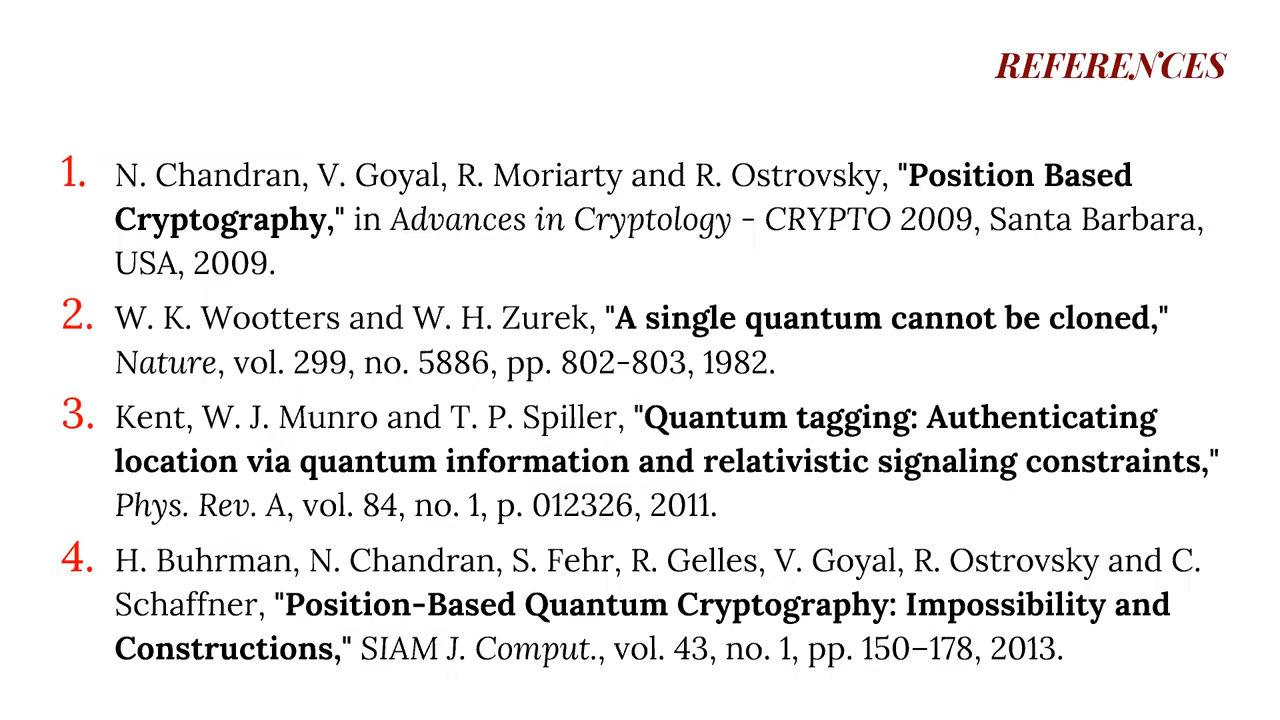 REFERENCES
1. N. Chandran, V. Goyal, R. Moriarty and R. Ostrovsky, "Position Based
Cryptography," in Advances in Cryptology - CRYPTO 2009, Santa Barbara,
USA, 2009.
2. W. K. Wootters and W. H. Zurek, "A single quantum cannot be cloned,"
Nature, vol. 299, no. 5886, pp. 802-803, 1982.
3. Kent, W. J. Munro and T. P. Spiller, "Quantum tagging: Authenticating
location via quantum information and relativistic signaling constraints,"
Phys. Rev. A, vol. 84, no. 1, p. 012326, 2011.
4. H. Buhrman, N. Chandran, S. Fehr, R. Gelles, V. Goyal, R. Ostrovsky and C.
Schaffner, "Position-Based Quantum Cryptography: Impossibility and
Constructions," SIAM J. Comput., vol. 43, no. 1, pp. 150–178, 2013.